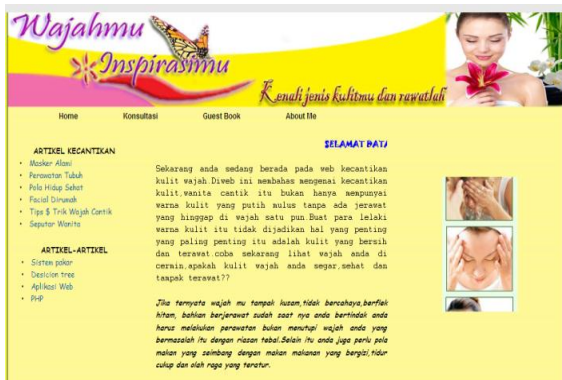 Wajahmu
Inspirasimu
Kenali jenis kulitmu dan rawatlah
Home Konsultasi Guest Book About Me
SELAMAT DATA
ARTIKEL KECANTIKAN
Masker Alami
Perawatan Tubuh
Pola Hidup Sehat
Facial Dirumah
Tips $ Trik Wajah Cantik
Seputar Wanita
ARTIKEL-ARTIKEL
Sistem pakar
Desicion tree
Aplikasi Web
PHP
Sekarang anda sedang berada pada web kecantikan
kulit wajah.Diweb ini membahas mengenai kecantikan
kulit,wanita cantik itu bukan hanya mempunyai
warna kulit yang putih mulus tanpa ada jerawat
yang hinggap di wajah satu pun.Buat para lelaki
warna kulit itu tidak dijadikan hal yang penting
yang paling penting itu adalah kulit yang bersih
dan terawat.coba sekarang lihat wajah anda di
cermin,apakah kulit wajah anda segar,sehat dan
tampak terawat??
Jika ternyata wajah mu tampak kusam,tidak bercahaya,berflek
hitam, bahkan berjerawat sudah saat nya anda bertindak anda
harus melakukan perawatan bukan menutupi wajah anda yang
bermasalah itu dengan riasan tebal.Selain itu anda juga perlu pola
makan yang seimbang dengan makan makanan yang bergizi,tidur
cukup dan olah raga yang teratur.